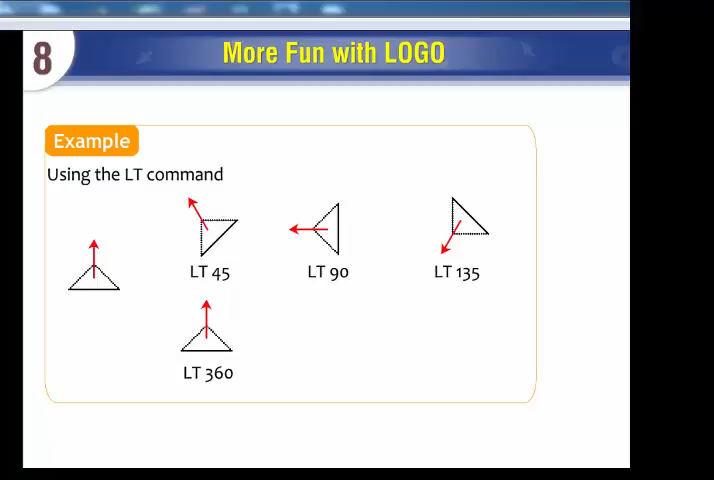 8
More Fun with LOGO
Example
Using the LT command
LT 45
LT 90
LT 135
LT 360